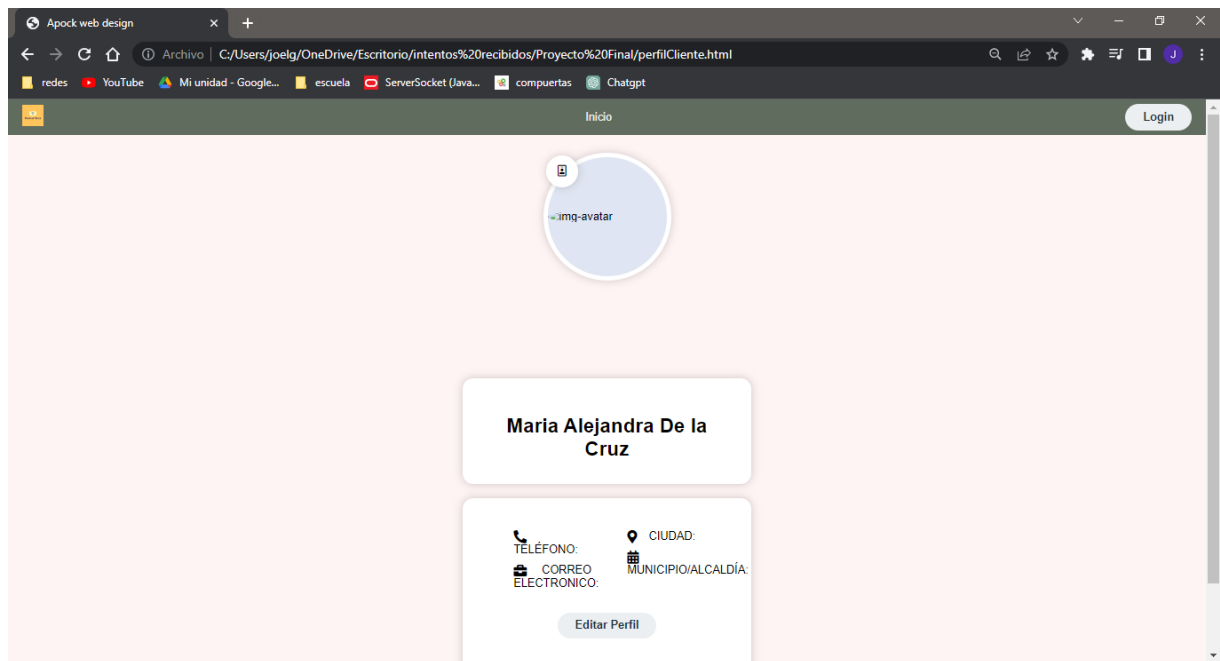 Apock web design
Archivo C:/Users/joelg/OneDrive/Escritorio/intentos%20recibidos/Proyecto%20Final/perfilCliente.html
J
redes YouTube Mi unidad - Google... escuela ServerSocket (Java... compuertas Chatgpt
Inicio Login
img-avatar
Maria Alejandra De la
Cruz
TELÉFONO:
CIUDAD:
CORREO
ELECTRONICO:
MUNICIPIO/ALCALDÍA:
Editar Perfil